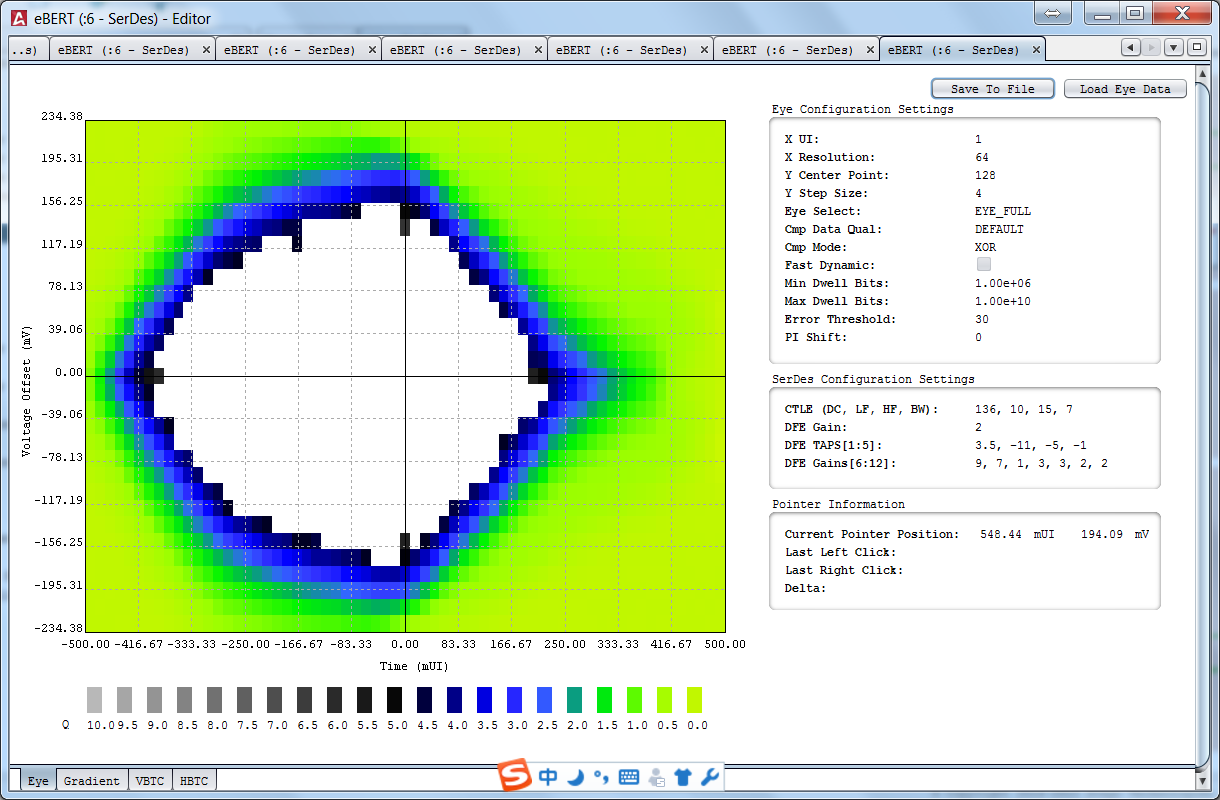 eBERT (:6 - SerDes) - Editor
..s) eBERT (:6 - SerDes) eBERT (:6 - SerDes) eBERT (:6 - SerDes) eBERT (:6 - SerDes) eBERT (:6 - SerDes) eBERT (:6 - SerDes)
Save To File Load Eye Data
Eye Configuration Settings
X UI: 1
X Resolution: 64
Y Center Point: 128
Y Step Size: 4
Eye Select: EYE_FULL
Cmp Data Qual: DEFAULT
Cmp Mode: XOR
Fast Dynamic:
Min Dwell Bits: 1.00e+06
Max Dwell Bits: 1.00e+10
Error Threshold: 30
PI Shift: 0
SerDes Configuration Settings
CTLE (DC, LF, HF, BW): 136, 10, 15, 7
DFE Gain: 2
DFE TAPS[1:5]: 3.5, -11, -5, -1
DFE Gains[6:12]: 9, 7, 1, 3, 3, 2, 2
Pointer Information
Current Pointer Position: 548.44 mUI 194.09 mV
Last Left Click:
Last Right Click:
Delta:
Voltage Offset (mV)
234.38
195.31
156.25
117.19
78.13
39.06
0.00
-39.06
-78.13
-117.19
-156.25
-195.31
-234.38
-500.00 -416.67 -333.33 -250.00 -166.67 -83.33 0.00 83.33 166.67 250.00 333.33 416.67 500.00
Time (mUI)
Q 10.0 9.5 9.0 8.5 8.0 7.5 7.0 6.5 6.0 5.5 5.0 4.5 4.0 3.5 3.0 2.5 2.0 1.5 1.0 0.5 0.0
Eye Gradient VBTC HBTC
S 中